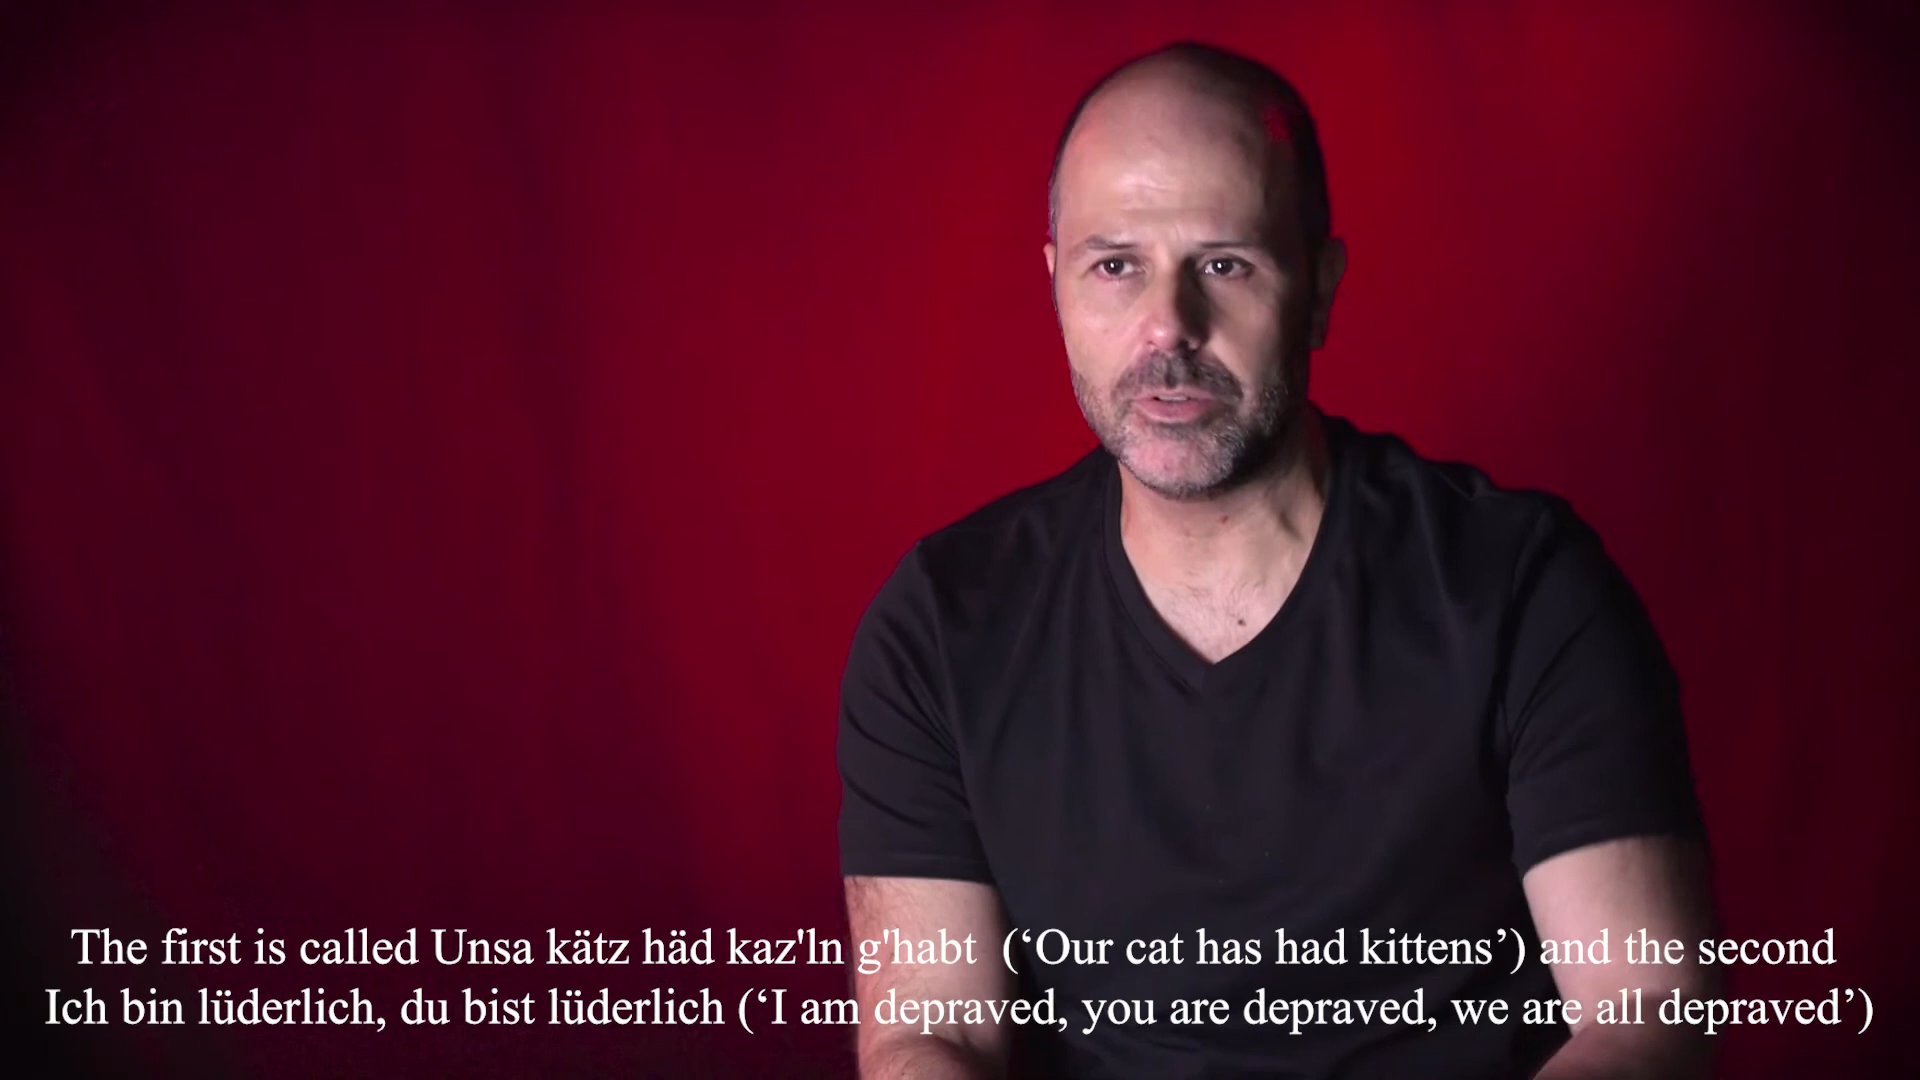 The first is called Unsa kätz häd kaz'ln g'habt (‘Our cat has had kittens’) and the second
Ich bin lüderlich, du bist lüderlich (‘I am depraved, you are depraved, we are all depraved’)